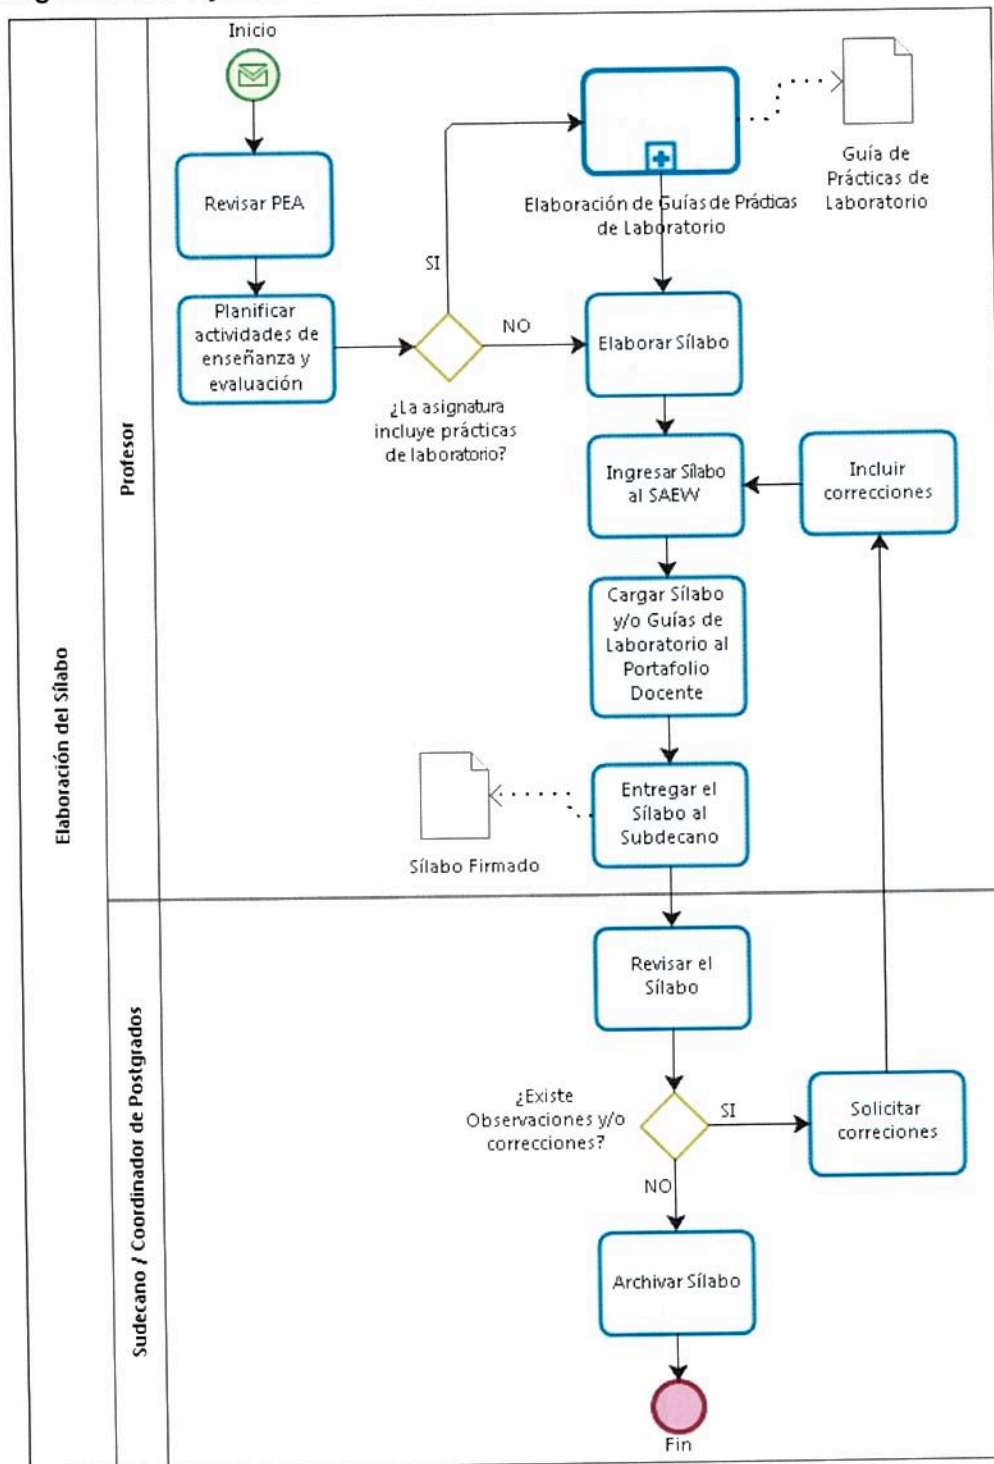 Inicio
Revisar PEA
Planificar
actividades de
enseñanza y
evaluación
SI
NO
¿La asignatura
incluye prácticas
de laboratorio?
Elaboración de Guías de Prácticas
de Laboratorio
Guía de
Prácticas de
Laboratorio
Elaborar Sílabo
Ingresar Sílabo
al SAEW
Incluir
correcciones
Cargar Sílabo
y/o Guías de
Laboratorio al
Portafolio
Docente
Entregar el
Sílabo al
Subdecano
Sílabo Firmado
Profesor
Elaboración del Sílabo
Sudecano / Coordinador de Postgrados
Revisar el
Sílabo
¿Existe
Observaciones y/o
correcciones?
SI
NO
Solicitar
correciones
Archivar Sílabo
Fin